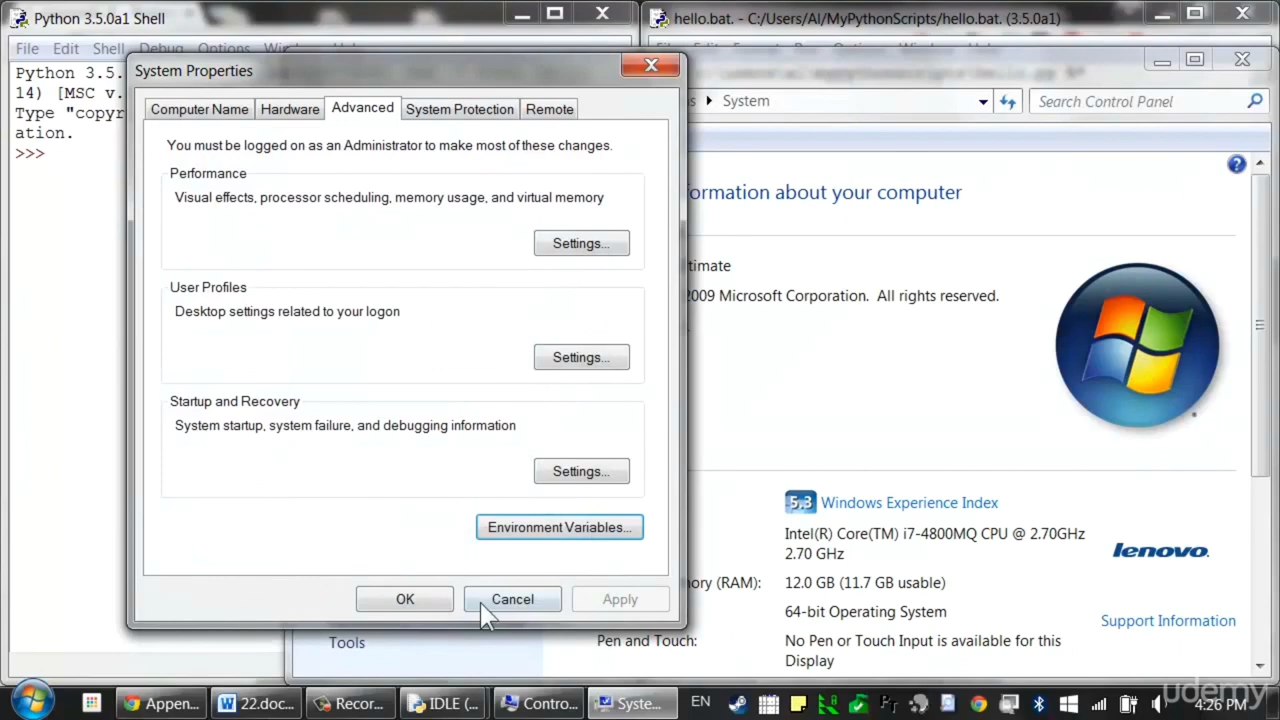 Python 3.5.0a1 Shell
hello.bat. - C:/Users/Al/MyPythonScripts/hello.bat. (3.5.0a1)
File Edit Shell Debug Options
Python 3.5.
14) [MSC v.
Type "copyr
ation.
>>>
System Properties
Computer Name Hardware Advanced System Protection Remote
You must be logged on as an Administrator to make most of these changes.
Performance
Visual effects, processor scheduling, memory usage, and virtual memory
Settings...
User Profiles
Desktop settings related to your logon
Settings...
Startup and Recovery
System startup, system failure, and debugging information
Settings...
Environment Variables...
OK Cancel Apply
System
Search Control Panel
formation about your computer
timate
2009 Microsoft Corporation. All rights reserved.
5.3 Windows Experience Index
Intel(R) Core(TM) i7-4800MQ CPU @ 2.70GHz
2.70 GHz
lenovo
ory (RAM): 12.0 GB (11.7 GB usable)
64-bit Operating System
Support Information
Pen and Touch: No Pen or Touch Input is available for this
Display
Tools
Appen... 22.doc... Recor... IDLE (... Contro... Syste... EN 4:26 PM
udemy